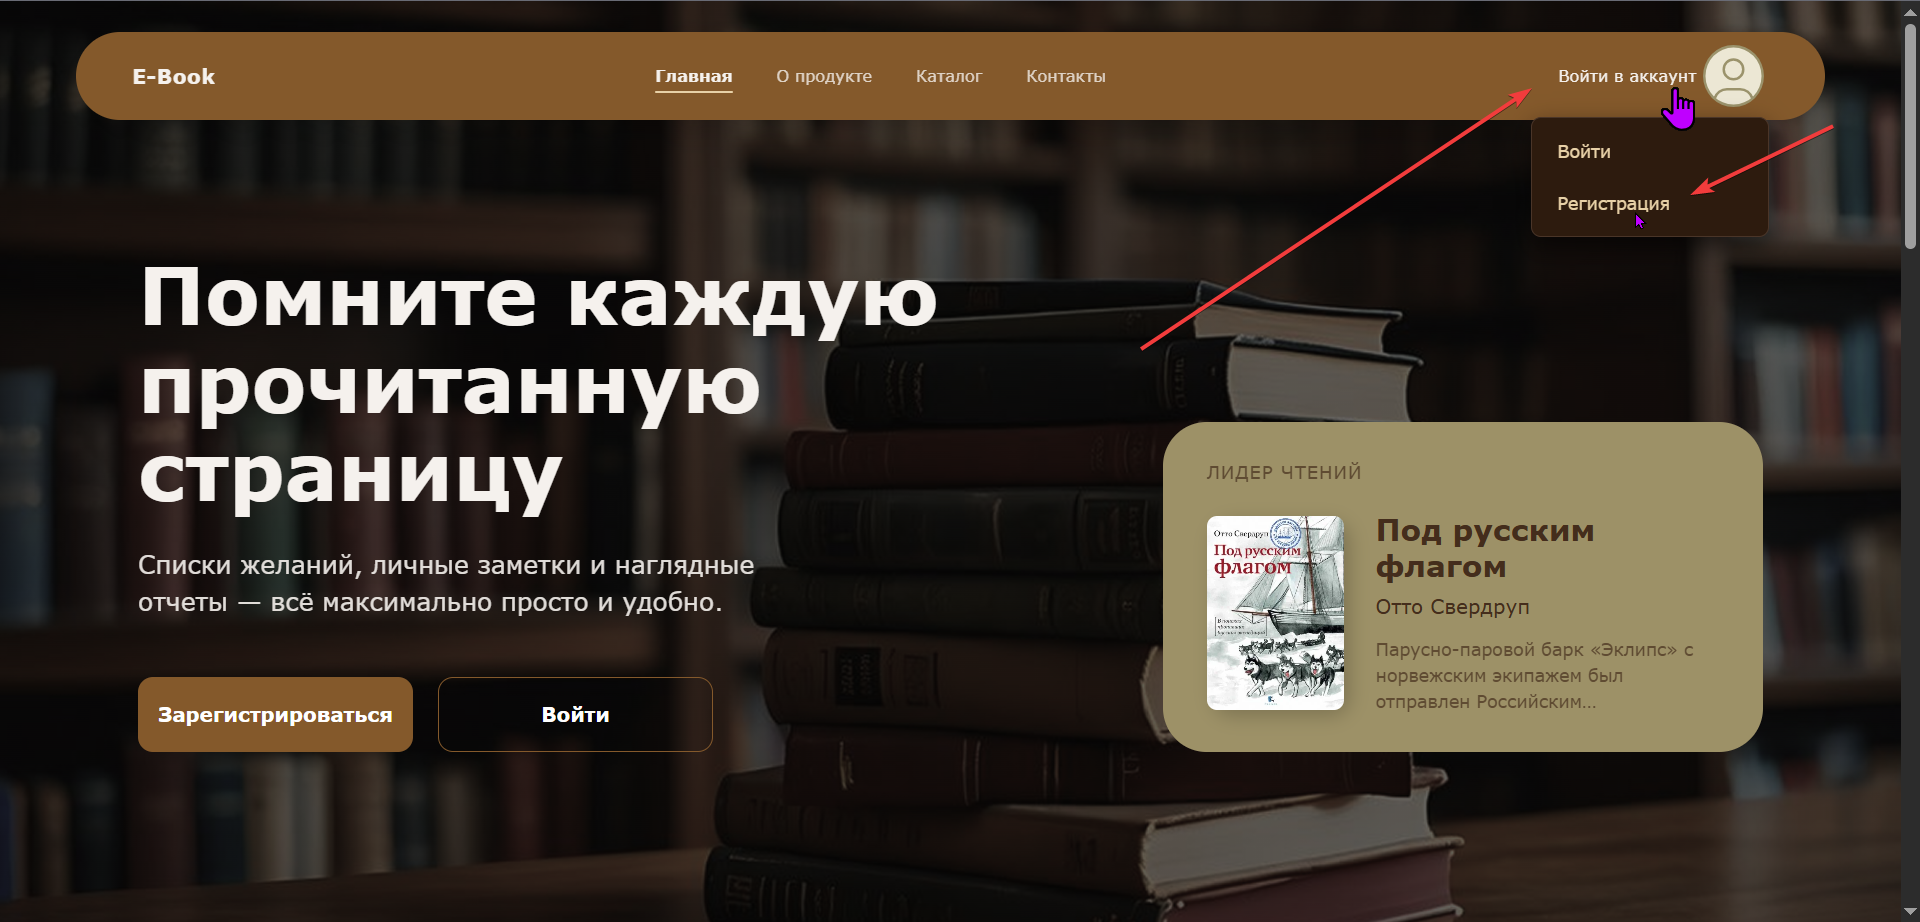 E-Book
Главная
О продукте
Каталог
Контакты
Войти в аккаунт
Войти
Регистрация
Помните каждую
прочитанную
страницу
Списки желаний, личные заметки и наглядные
отчеты — всё максимально просто и удобно.
Зарегистрироваться
Войти
ЛИДЕР ЧТЕНИЙ
Отто Свердруп
Под русским
флагом
Под русским
флагом
Отто Свердруп
Парусно-паровой барк «Эклипс» с
норвежским экипажем был
отправлен Российским...